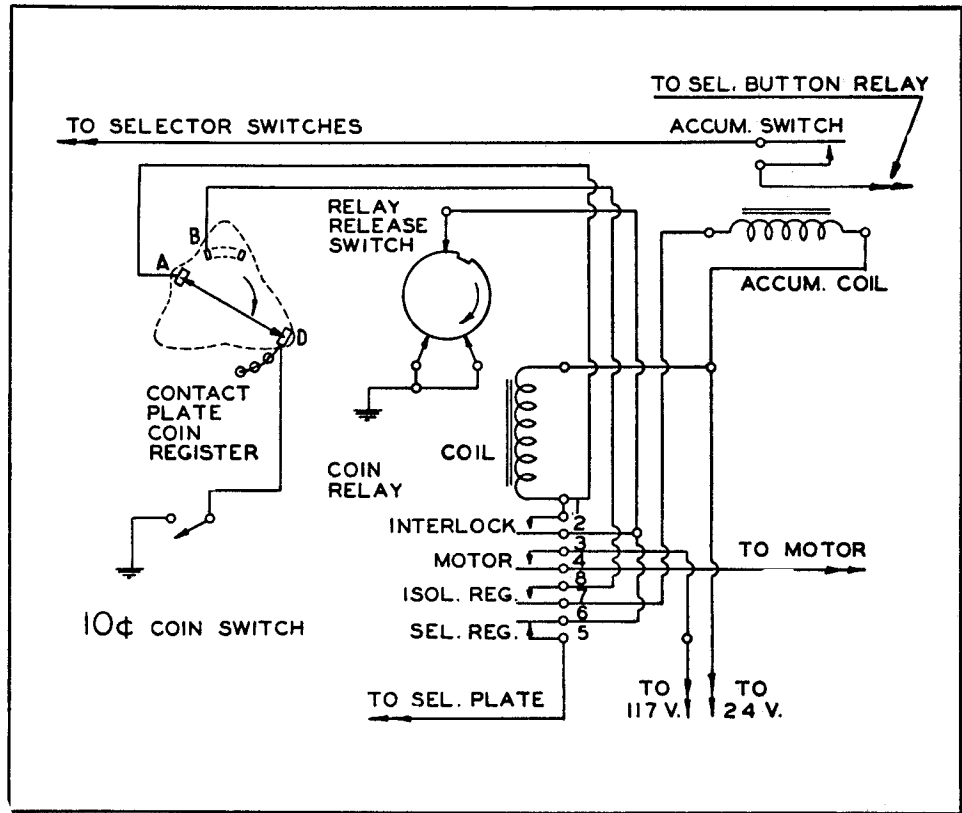 TO SEL. BUTTON RELAY
TO SELECTOR SWITCHES
ACCUM. SWITCH
RELAY
RELEASE
SWITCH
B
A
ACCUM. COIL
D
CONTACT
PLATE
COIN
REGISTER
COIL
COIN
RELAY
1
INTERLOCK 2
3
MOTOR 4
TO MOTOR
8
ISOL. REG. 7
6
SEL. REG. 5
10¢ COIN SWITCH
TO SEL. PLATE
TO
117 V.
TO
24 V.